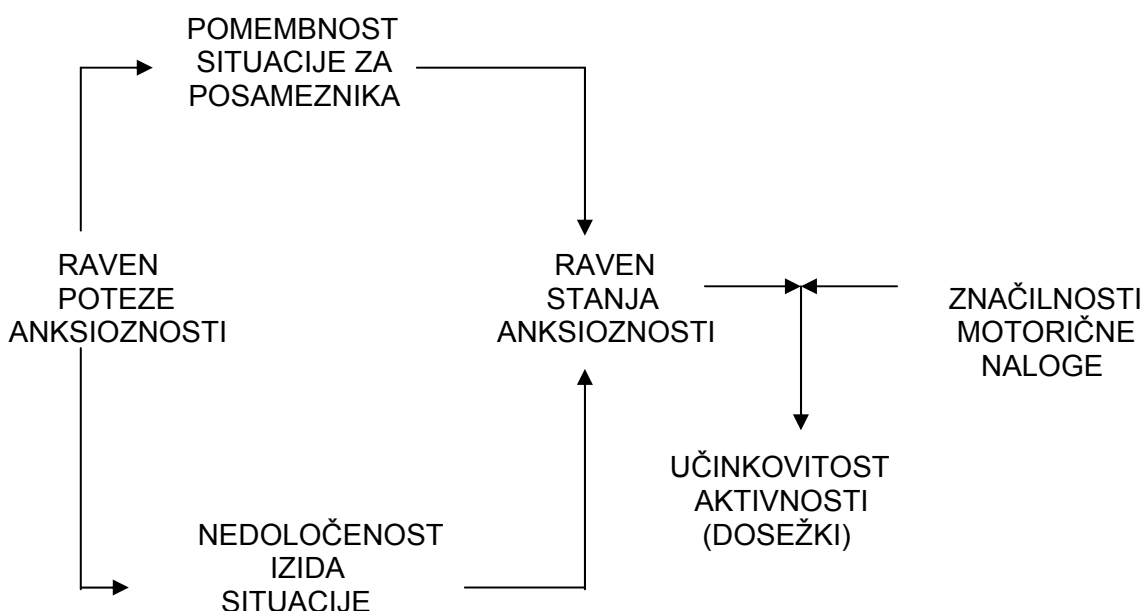 POMEMBNOST
SITUACIJE ZA
POSAMEZNIKA
RAVEN
POTEZE
ANKSIOZNOSTI
RAVEN
STANJA
ANKSIOZNOSTI
ZNAČILNOSTI
MOTORIČNE
NALOGE
UČINKOVITOST
AKTIVNOSTI
(DOSEŽKI)
NEDOLOČENOST
IZIDA
SITUACIJE